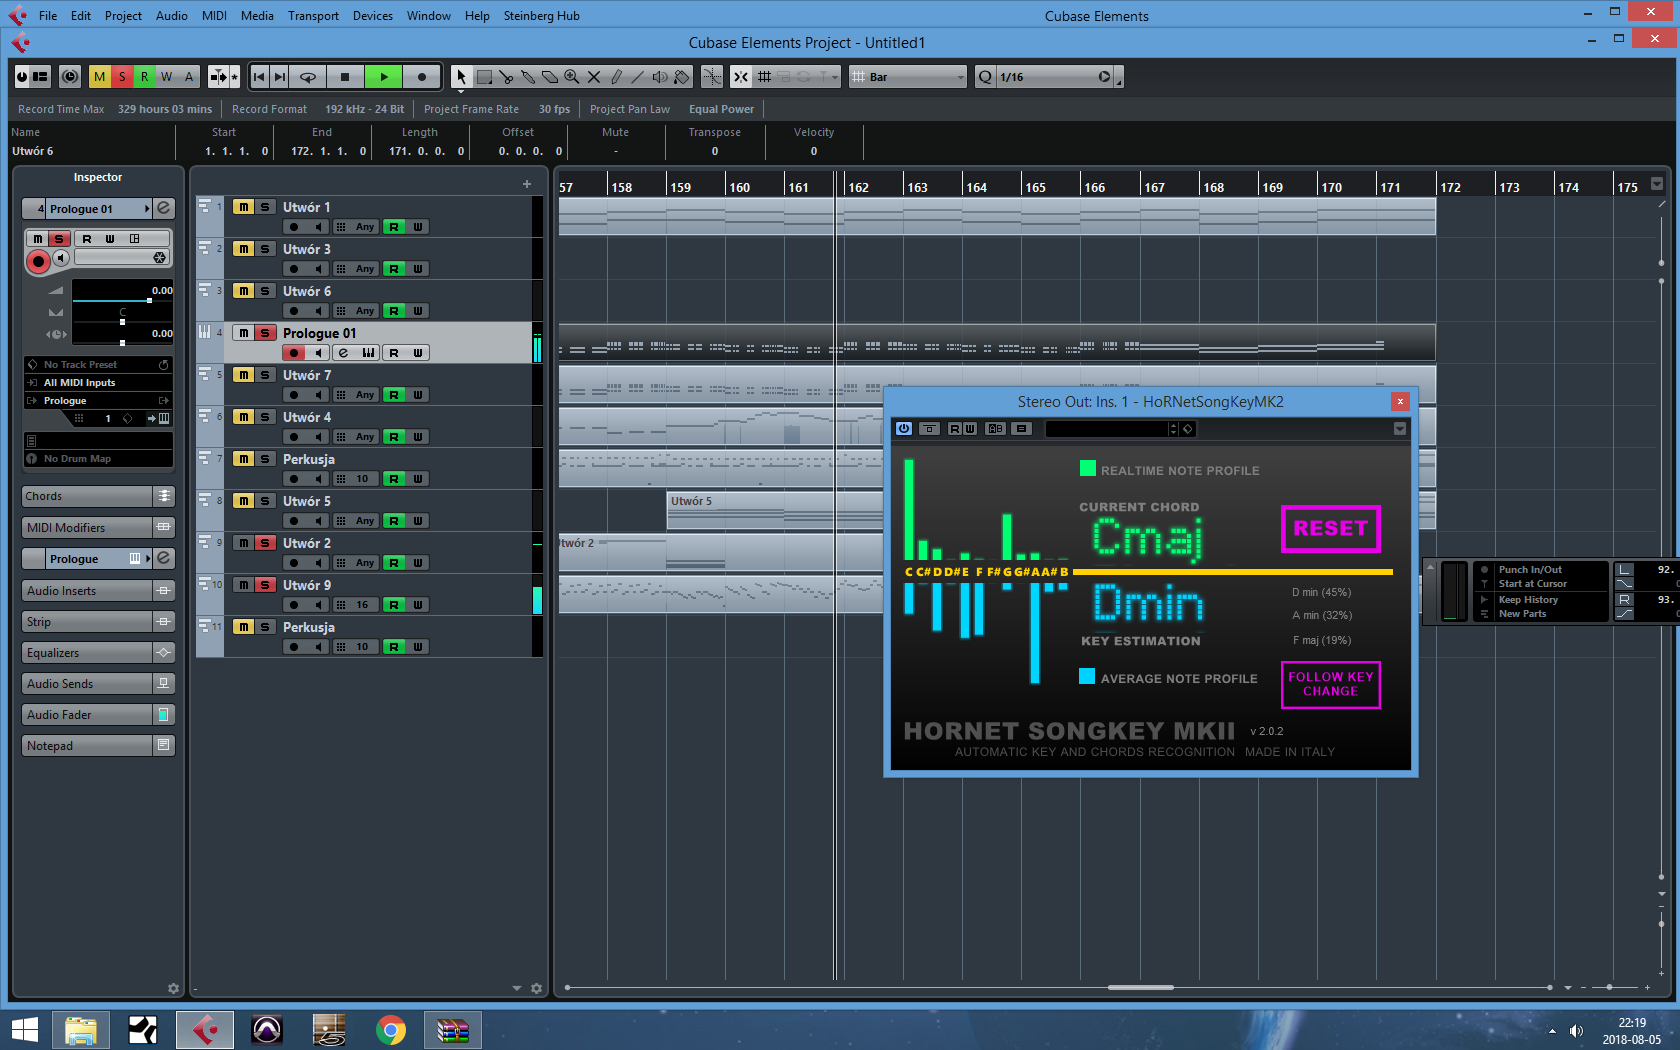 File Edit Project Audio MIDI Media Transport Devices Window Help Steinberg Hub Cubase Elements
Cubase Elements Project - Untitled1
M S R W A Bar Q 1/16
Record Time Max 329 hours 03 mins Record Format 192 kHz - 24 Bit Project Frame Rate 30 fps Project Pan Law Equal Power
Name Start End Length Offset Mute Transpose Velocity
Utwór 6 1. 1. 1. 0 172. 1. 1. 0 171. 0. 0. 0 0. 0. 0. 0 - 0 0
Inspector
4 Prologue 01 e
m S R W
0.00
C
0.00
No Track Preset
All MIDI Inputs
Prologue
1
No Drum Map
Chords
MIDI Modifiers
Prologue e
Audio Inserts
Strip
Equalizers
Audio Sends
Audio Fader
Notepad
+
1 m S Utwór 1
Any R W
2 m S Utwór 3
Any R W
3 m S Utwór 6
Any R W
4 m S Prologue 01
e R W
5 m S Utwór 7
Any R W
6 m S Utwór 4
Any R W
7 m S Perkusja
10 R W
8 m S Utwór 5
Any R W
9 m S Utwór 2
Any R W
10 m S Utwór 9
16 R W
11 m S Perkusja
10 R W
57 158 159 160 161 162 163 164 165 166 167 168 169 170 171 172 173 174 175
Utwór 5
twór 2
Stereo Out: Ins. 1 - HoRNetSongKeyMK2 x
R W A B
REALTIME NOTE PROFILE
CURRENT CHORD
Cmaj
RESET
C C# D D# E F F# G G# A A# B
Dmin
D min (45%)
A min (32%)
KEY ESTIMATION
F maj (19%)
AVERAGE NOTE PROFILE
FOLLOW KEY
CHANGE
HORNET SONGKEY MKII v 2.0.2
AUTOMATIC KEY AND CHORDS RECOGNITION MADE IN ITALY
Punch In/Out L 92.
Start at Cursor
Keep History R 93.
New Parts
22:19
2018-08-05